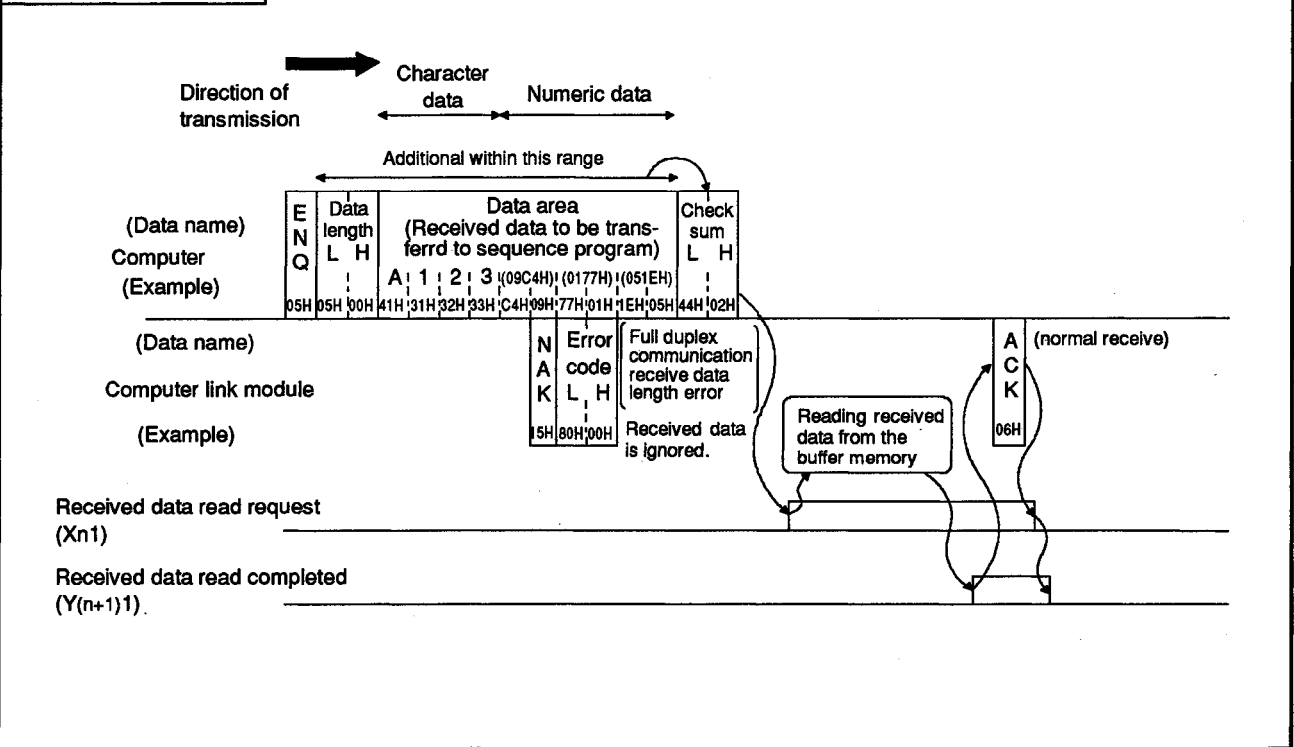 Direction of
transmission
Character
data
Numeric data
Additional within this range
(Data name)
Computer
(Example)
E
N
Q
Data
length
L H
Data area
(Received data to be trans-
ferrd to sequence program)
Check
sum
L H
A 1 2 3 (09C4H) (0177H) (051EH)
05H 05H 00H 41H 31H 32H 33H C4H 09H 77H 01H 1EH 05H 44H 02H
(Data name)
Computer link module
(Example)
N
A
K
15H
Error
code
L H
80H 00H
Full duplex
communication
receive data
length error
Received data
is ignored.
Reading received
data from the
buffer memory
A
C
K
06H
(normal receive)
Received data read request
(Xn1)
Received data read completed
(Y(n+1)1)